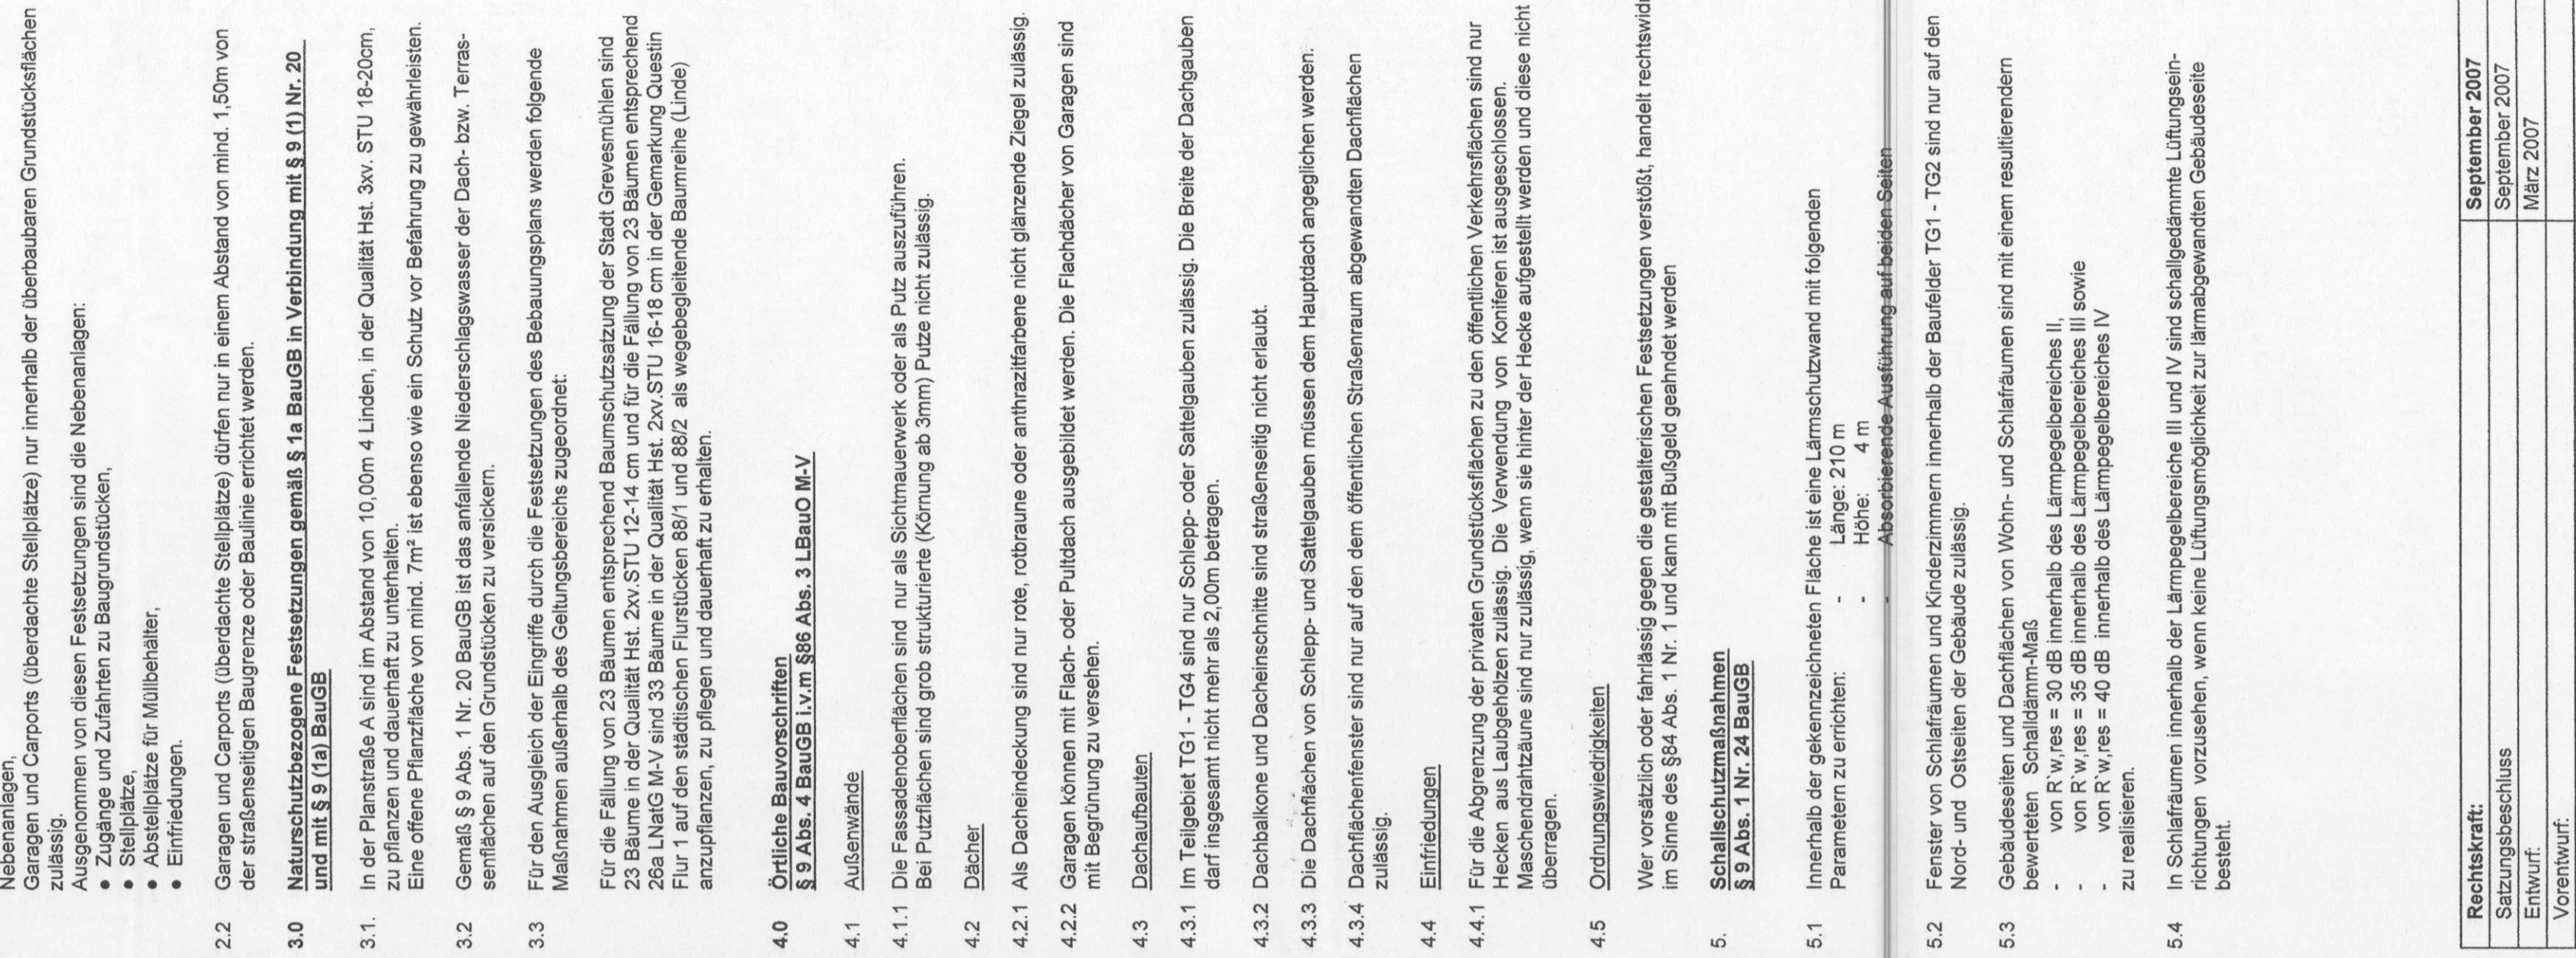 Nebenanlagen,
Garagen und Carports (überdachte Stellplätze) nur innerhalb der überbaubaren Grundstücksflächen
zulässig.
Ausgenommen von diesen Festsetzungen sind die Nebenanlagen:
● Zugänge und Zufahrten zu Baugrundstücken,
● Stellplätze,
● Abstellplätze für Müllbehälter,
● Einfriedungen.
2.2 Garagen und Carports (überdachte Stellplätze) dürfen nur in einem Abstand von mind. 1,50m von
der straßenseitigen Baugrenze oder Baulinie errichtet werden.
3.0 Naturschutzbezogene Festsetzungen gemäß § 1a BauGB in Verbindung mit § 9 (1) Nr. 20
und mit § 9 (1a) BauGB
3.1. In der Planstraße A sind im Abstand von 10,00m 4 Linden, in der Qualität Hst. 3xv. STU 18-20cm,
zu pflanzen und dauerhaft zu unterhalten.
Eine offene Pflanzfläche von mind. 7m² ist ebenso wie ein Schutz vor Befahrung zu gewährleisten.
3.2 Gemäß § 9 Abs. 1 Nr. 20 BauGB ist das anfallende Niederschlagswasser der Dach- bzw. Terras-
senflächen auf den Grundstücken zu versickern.
3.3 Für den Ausgleich der Eingriffe durch die Festsetzungen des Bebauungsplans werden folgende
Maßnahmen außerhalb des Geltungsbereichs zugeordnet:
Für die Fällung von 23 Bäumen entsprechend Baumschutzsatzung der Stadt Grevesmühlen sind
23 Bäume in der Qualität Hst. 2xv.STU 12-14 cm und für die Fällung von 23 Bäumen entsprechend
26a LNatG M-V sind 33 Bäume in der Qualität Hst. 2xv.STU 16-18 cm in der Gemarkung Questin
Flur 1 auf den städtischen Flurstücken 88/1 und 88/2 als wegebegleitende Baumreihe (Linde)
anzupflanzen, zu pflegen und dauerhaft zu erhalten.
4.0 Örtliche Bauvorschriften
§ 9 Abs. 4 BauGB i.v.m §86 Abs. 3 LBauO M-V
4.1 Außenwände
4.1.1 Die Fassadenoberflächen sind nur als Sichtmauerwerk oder als Putz auszuführen.
Bei Putzflächen sind grob strukturierte (Körnung ab 3mm) Putze nicht zulässig.
4.2 Dächer
4.2.1 Als Dacheindeckung sind nur rote, rotbraune oder anthrazitfarbene nicht glänzende Ziegel zulässig.
4.2.2 Garagen können mit Flach- oder Pultdach ausgebildet werden. Die Flachdächer von Garagen sind
mit Begrünung zu versehen.
4.3 Dachaufbauten
4.3.1 Im Teilgebiet TG1 - TG4 sind nur Schlepp- oder Sattelgauben zulässig. Die Breite der Dachgauben
darf insgesamt nicht mehr als 2,00m betragen.
4.3.2 Dachbalkone und Dacheinschnitte sind straßenseitig nicht erlaubt.
4.3.3 Die Dachflächen von Schlepp- und Sattelgauben müssen dem Hauptdach angeglichen werden.
4.3.4 Dachflächenfenster sind nur auf den dem öffentlichen Straßenraum abgewandten Dachflächen
zulässig.
4.4 Einfriedungen
4.4.1 Für die Abgrenzung der privaten Grundstücksflächen zu den öffentlichen Verkehrsflächen sind nur
Hecken aus Laubgehölzen zulässig. Die Verwendung von Koniferen ist ausgeschlossen.
Maschendrahtzäune sind nur zulässig, wenn sie hinter der Hecke aufgestellt werden und diese nicht
überragen.
4.5 Ordnungswiedrigkeiten
Wer vorsätzlich oder fahrlässig gegen die gestalterischen Festsetzungen verstößt, handelt rechtswidr
im Sinne des §84 Abs. 1 Nr. 1 und kann mit Bußgeld geahndet werden
5. Schallschutzmaßnahmen
§ 9 Abs. 1 Nr. 24 BauGB
5.1 Innerhalb der gekennzeichneten Fläche ist eine Lärmschutzwand mit folgenden
Parametern zu errichten: - Länge: 210 m
- Höhe: 4 m
- Absorbierende Ausführung auf beiden Seiten
5.2 Fenster von Schlafräumen und Kinderzimmern innerhalb der Baufelder TG1 - TG2 sind nur auf den
Nord- und Ostseiten der Gebäude zulässig.
5.3 Gebäudeseiten und Dachflächen von Wohn- und Schlafräumen sind mit einem resultierendern
bewerteten Schalldämm-Maß
- von R`w,res = 30 dB innerhalb des Lärmpegelbereiches II,
- von R`w,res = 35 dB innerhalb des Lärmpegelbereiches III sowie
- von R`w,res = 40 dB innerhalb des Lärmpegelbereiches IV
zu realisieren.
5.4 In Schlafräumen innerhalb der Lärmpegelbereiche III und IV sind schallgedämmte Lüftungsein-
richtungen vorzusehen, wenn keine Lüftungsmöglichkeit zur lärmabgewandten Gebäudeseite
besteht.
Rechtskraft: September 2007
Satzungsbeschluss September 2007
Entwurf: März 2007
Vorentwurf: